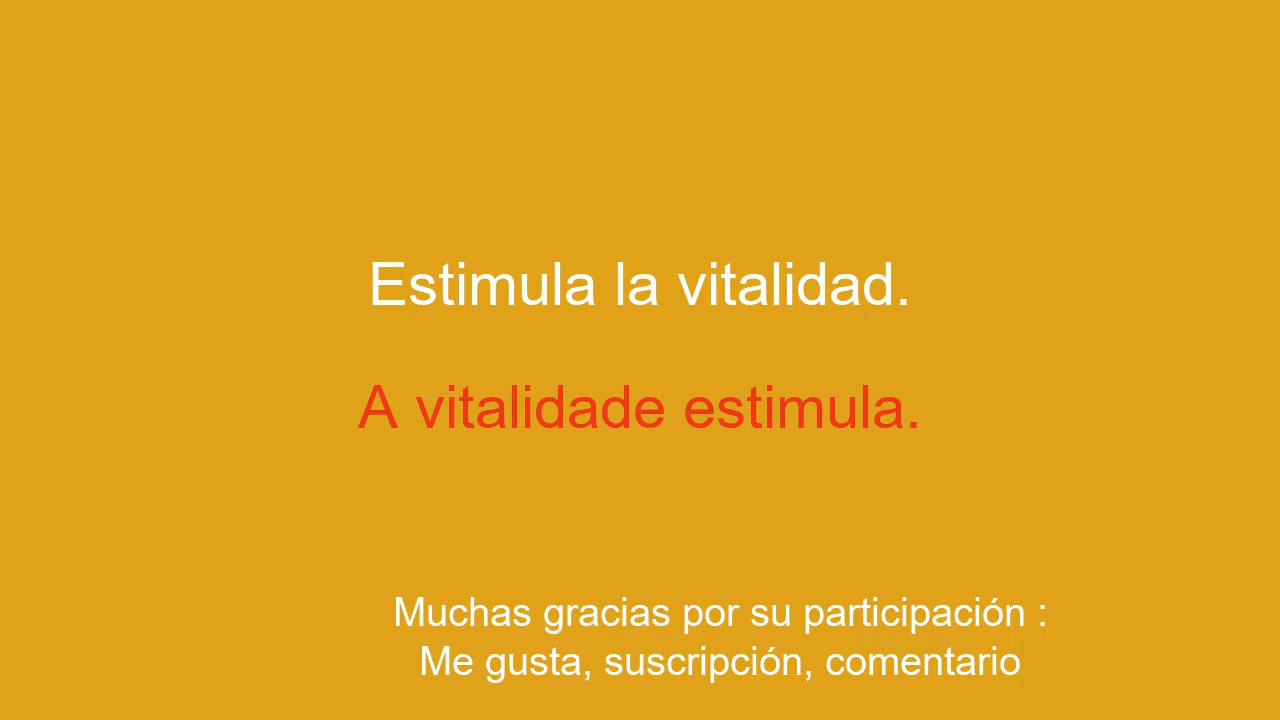 Estimula la vitalidad.
A vitalidade estimula.
Muchas gracias por su participación :
Me gusta, suscripción, comentario